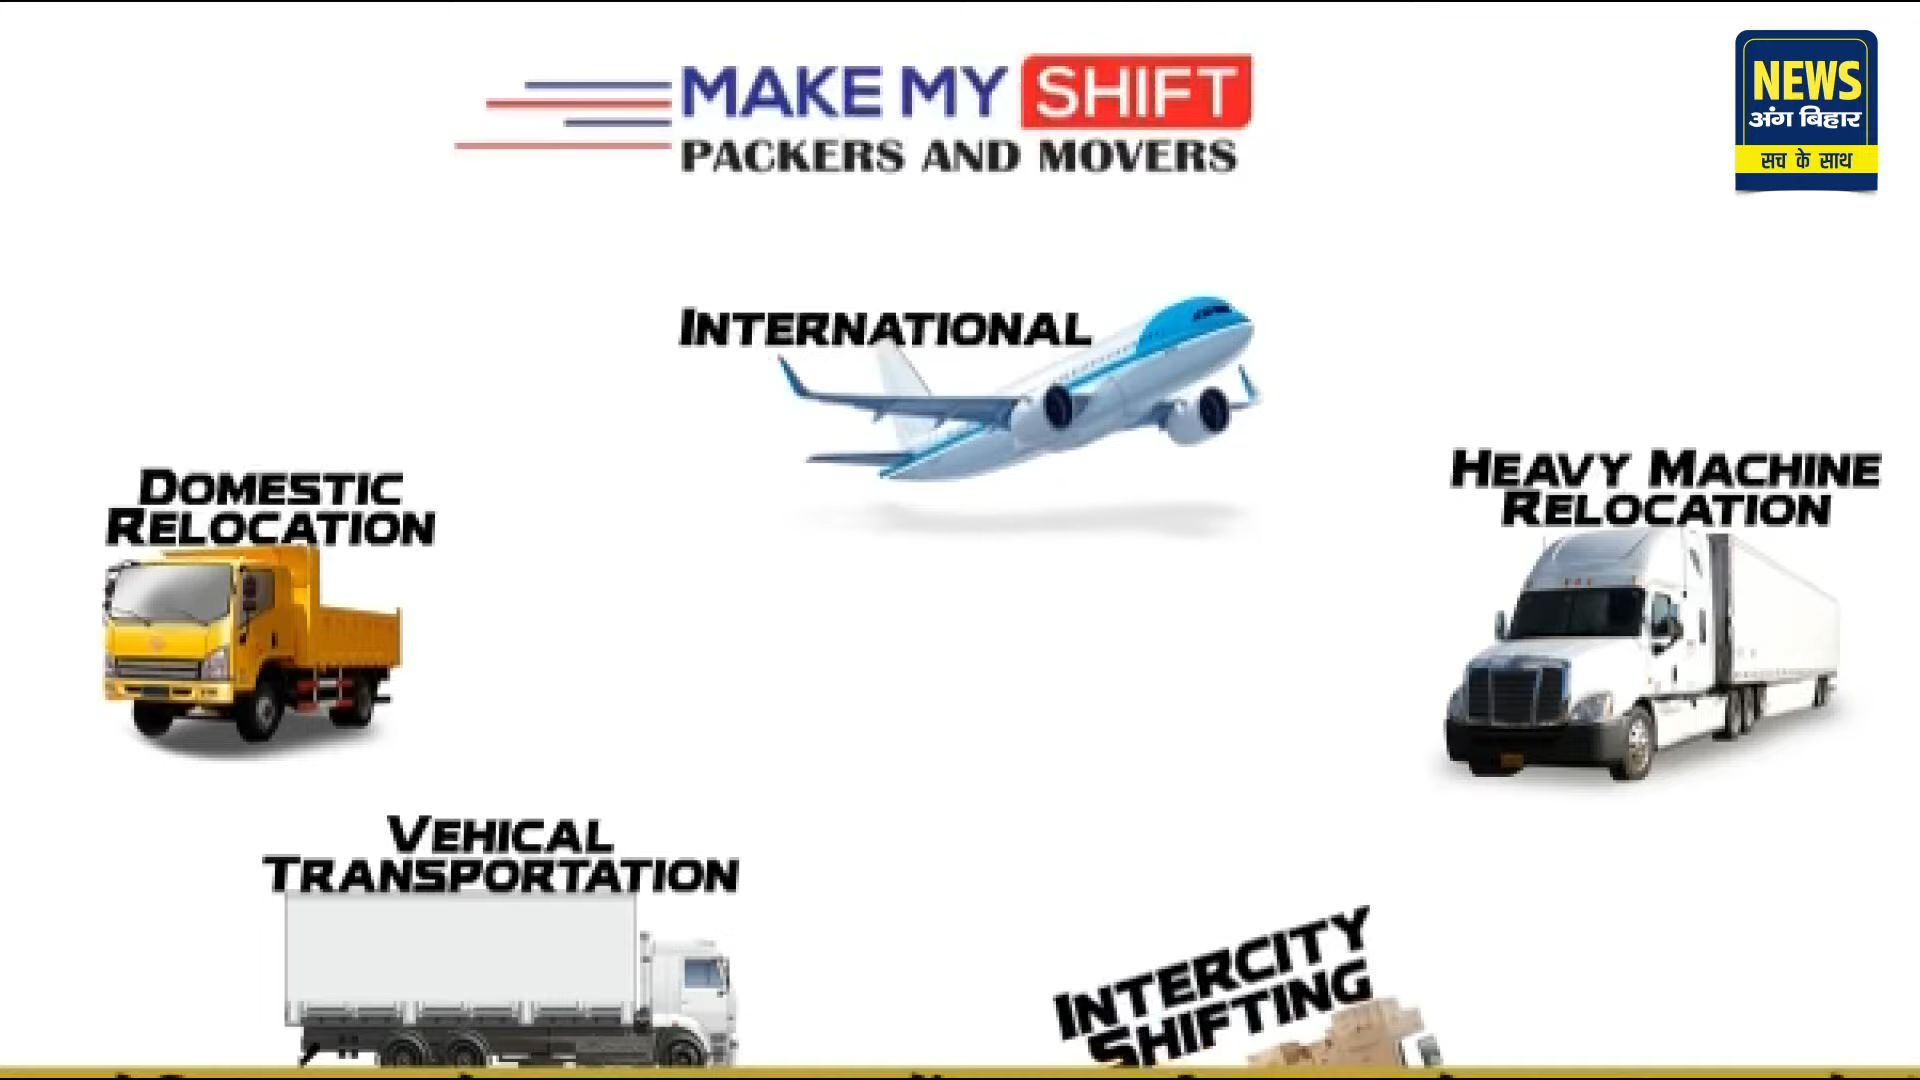 MAKE MY SHIFT
PACKERS AND MOVERS
NEWS
अंग बिहार
सच के साथ
INTERNATIONAL
DOMESTIC
RELOCATION
HEAVY MACHINE
RELOCATION
VEHICAL
TRANSPORTATION
INTERCITY
SHIFTING